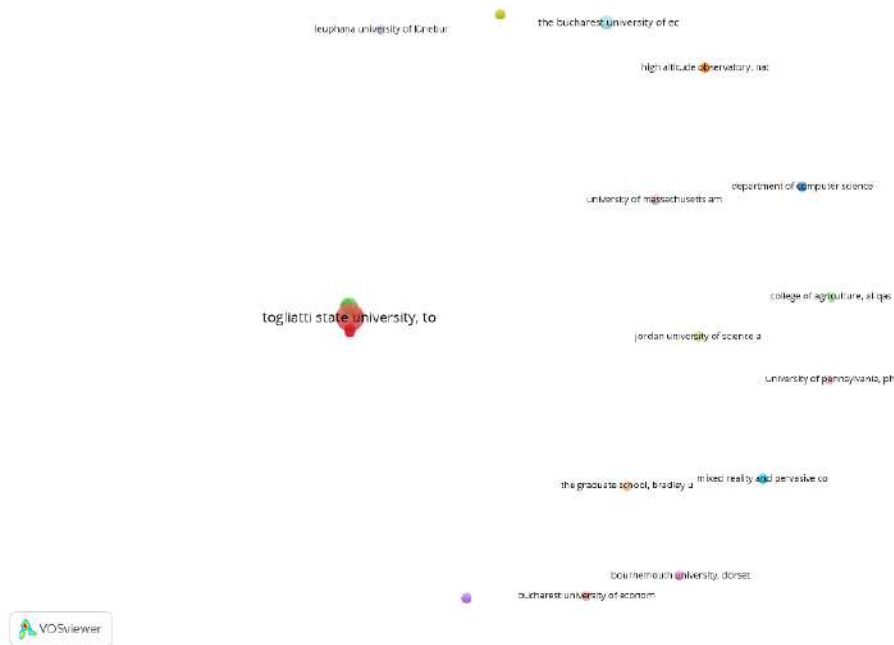 the bucharest university of ec
leuphana university of lünebur
high altitude observatory, nat
department of computer science
university of massachusetts am
college of agriculture, al qas
togliatti state university, to
jordan university of science a
university of pennsylvania, ph
mixed reality and pervasive co
the graduate school, bradley u
bournemouth university, dorset
bucharest university of econom
VOSviewer